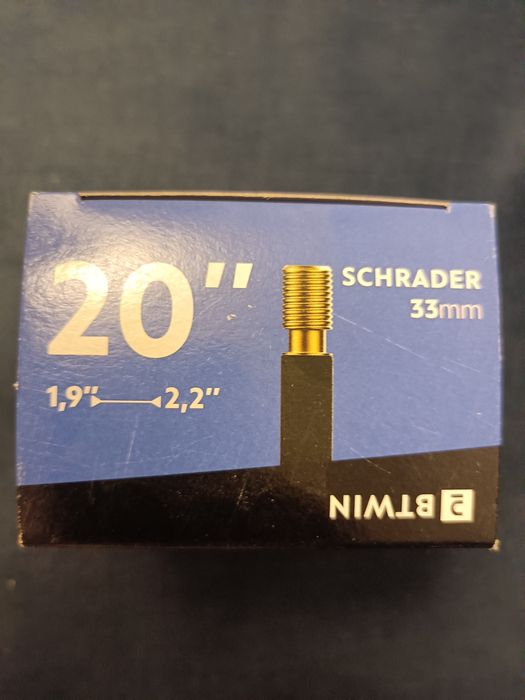 20"
1,9" 2,2"
SCHRADER
33mm
BTWIN